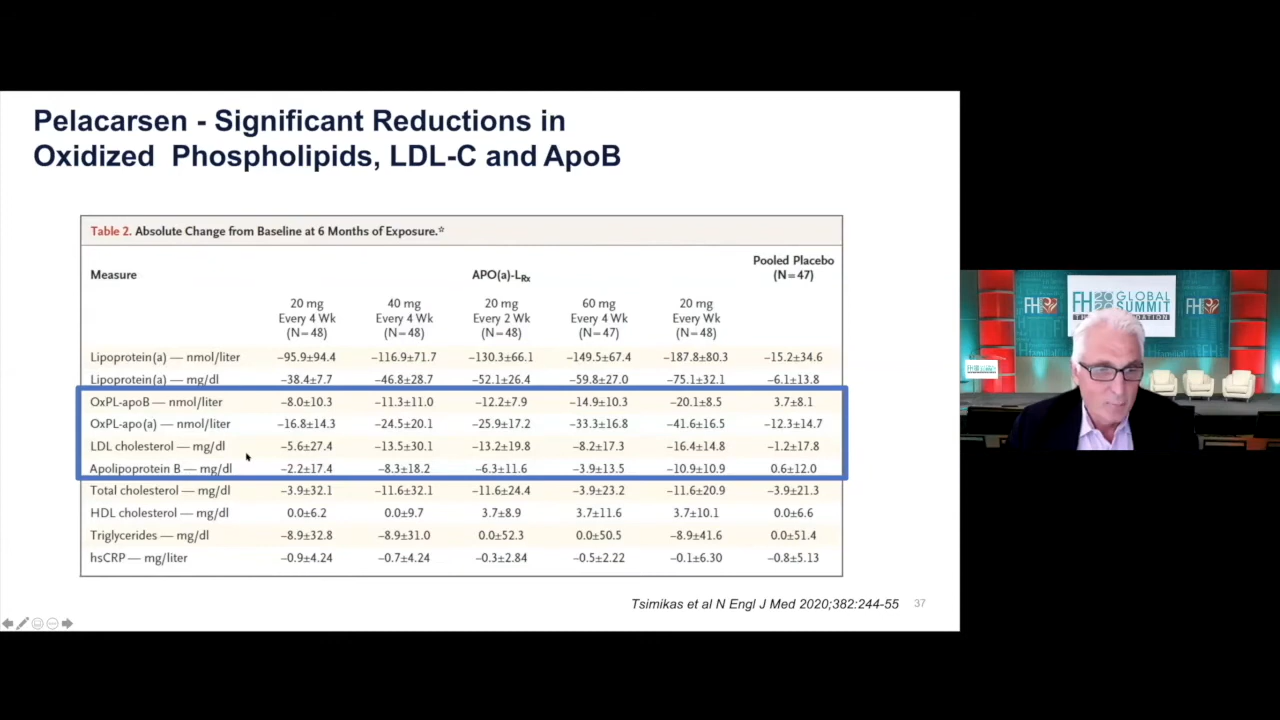 Pelacarsen - Significant Reductions in
Oxidized Phospholipids, LDL-C and ApoB
Table 2. Absolute Change from Baseline at 6 Months of Exposure.☆
Measure APO(a)-LRx Pooled Placebo (N=47)
20 mg Every 4 Wk (N=48) 40 mg Every 4 Wk (N=48) 20 mg Every 2 Wk (N=48) 60 mg Every 4 Wk (N=47) 20 mg Every Wk (N=48)
Lipoprotein(a) — nmol/liter −95.9±94.4 −116.9±71.7 −130.3±66.1 −149.5±67.4 −187.8±80.3 −15.2±34.6
Lipoprotein(a) — mg/dl −38.4±7.7 −46.8±28.7 −52.1±26.4 −59.8±27.0 −75.1±32.1 −6.1±13.8
OxPL-apoB — nmol/liter −8.0±10.3 −11.3±11.0 −12.2±7.9 −14.9±10.3 −20.1±8.5 3.7±8.1
OxPL-apo(a) — nmol/liter −16.8±14.3 −24.5±20.1 −25.9±17.2 −33.3±16.8 −41.6±16.5 −12.3±14.7
LDL cholesterol — mg/dl −5.6±27.4 −13.5±30.1 −13.2±19.8 −8.2±17.3 −16.4±14.8 −1.2±17.8
Apolipoprotein B — mg/dl −2.2±17.4 −8.3±18.2 −6.3±11.6 −3.9±13.5 −10.9±10.9 0.6±12.0
Total cholesterol — mg/dl −3.9±32.1 −11.6±32.1 −11.6±24.4 −3.9±23.2 −11.6±20.9 −3.9±21.3
HDL cholesterol — mg/dl 0.0±6.2 0.0±9.7 3.7±8.9 3.7±11.6 3.7±10.1 0.0±6.6
Triglycerides — mg/dl −8.9±32.8 −8.9±31.0 0.0±52.3 0.0±50.5 −8.9±41.6 0.0±51.4
hsCRP — mg/liter −0.9±4.24 −0.7±4.24 −0.3±2.84 −0.5±2.22 −0.1±6.30 −0.8±5.13
Tsimikas et al N Engl J Med 2020;382:244-55 37
FH 20 20 GLOBAL
SUMMIT
FH
FH